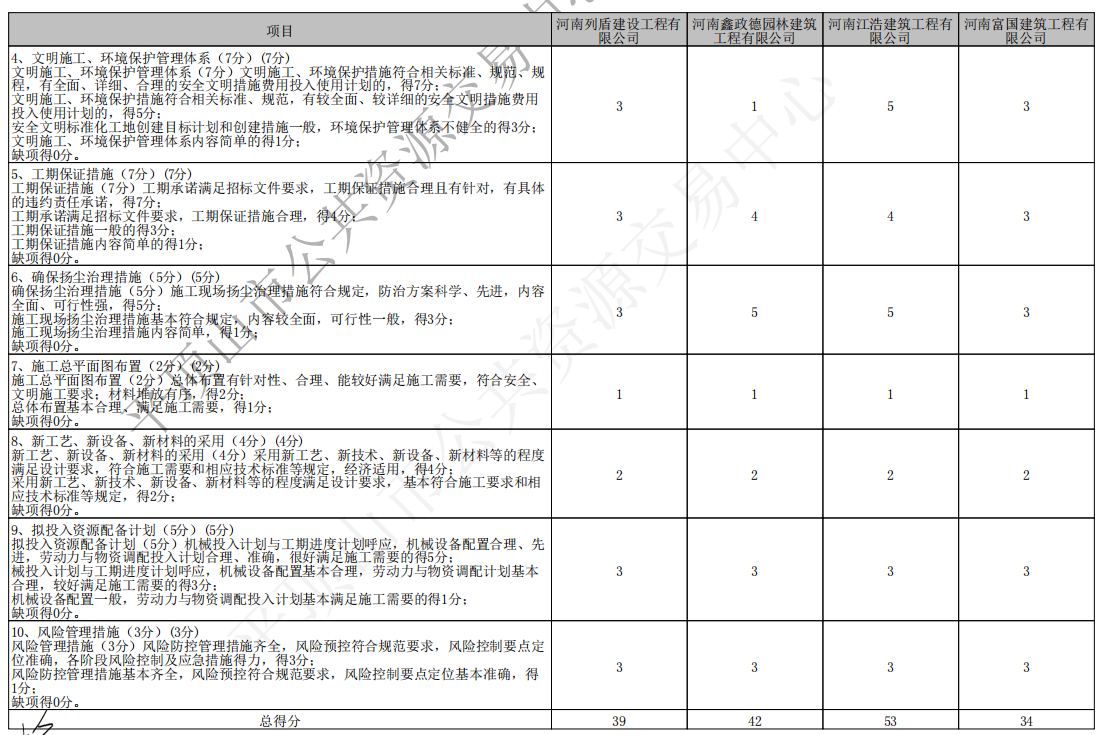 项目 河南列盾建设工程有限公司 河南鑫政德园林建筑工程有限公司 河南江浩建筑工程有限公司 河南富国建筑工程有限公司
4、文明施工、环境保护管理体系（7分）(7分)
文明施工、环境保护管理体系（7分）文明施工、环境保护措施符合相关标准、规范、规
程，有全面、详细、合理的安全文明措施费用投入使用计划的，得7分；
文明施工、环境保护措施符合相关标准、规范，有较全面、较详细的安全文明措施费用
投入使用计划的，得5分；
安全文明标准化工地创建目标计划和创建措施一般，环境保护管理体系不健全的得3分；
文明施工、环境保护管理体系内容简单的得1分；
缺项得0分。
3 1 5 3
5、工期保证措施（7分）(7分)
工期保证措施（7分）工期承诺满足招标文件要求，工期保证措施合理且有针对，有具体
的违约责任承诺，得7分；
工期承诺满足招标文件要求，工期保证措施合理，得4分；
工期保证措施一般的得3分；
工期保证措施内容简单的得1分；
缺项得0分。
3 4 4 3
6、确保扬尘治理措施（5分）(5分)
确保扬尘治理措施（5分）施工现场扬尘治理措施符合规定，防治方案科学、先进，内容
全面、可行性强，得5分；
施工现场扬尘治理措施基本符合规定，内容较全面，可行性一般，得3分；
施工现场扬尘治理措施内容简单，得1分；
缺项得0分。
3 5 5 3
7、施工总平面图布置（2分）(2分)
施工总平面图布置（2分）总体布置有针对性、合理、能较好满足施工需要，符合安全、
文明施工要求；材料堆放有序，得2分；
总体布置基本合理、满足施工需要，得1分；
缺项得0分。
1 1 1 1
8、新工艺、新设备、新材料的采用（4分）(4分)
新工艺、新设备、新材料的采用（4分）采用新工艺、新技术、新设备、新材料等的程度
满足设计要求，符合施工需要和相应技术标准等规定，经济适用，得4分；
采用新工艺、新技术、新设备、新材料等的程度满足设计要求， 基本符合施工要求和相
应技术标准等规定，得2分；
缺项得0分。
2 2 2 2
9、拟投入资源配备计划（5分）(5分)
拟投入资源配备计划（5分）机械投入计划与工期进度计划呼应，机械设备配置合理、先
进，劳动力与物资调配投入计划合理、准确，很好满足施工需要的得5分；
械投入计划与工期进度计划呼应，机械设备配置基本合理，劳动力与物资调配计划基本
合理，较好满足施工需要的得3分；
机械设备配置一般，劳动力与物资调配投入计划基本满足施工需要的得1分；
缺项得0分。
3 3 3 3
10、风险管理措施（3分）(3分)
风险管理措施（3分）风险防控管理措施齐全，风险预控符合规范要求，风险控制要点定
位准确，各阶段风险控制及应急措施得力，得3分；
风险防控管理措施基本齐全，风险预控符合规范要求，风险控制要点定位基本准确，得
1分；
缺项得0分。
3 3 3 3
总得分 39 42 53 34
平顶山市公共资源交易中心
平顶山市公共资源交易中心